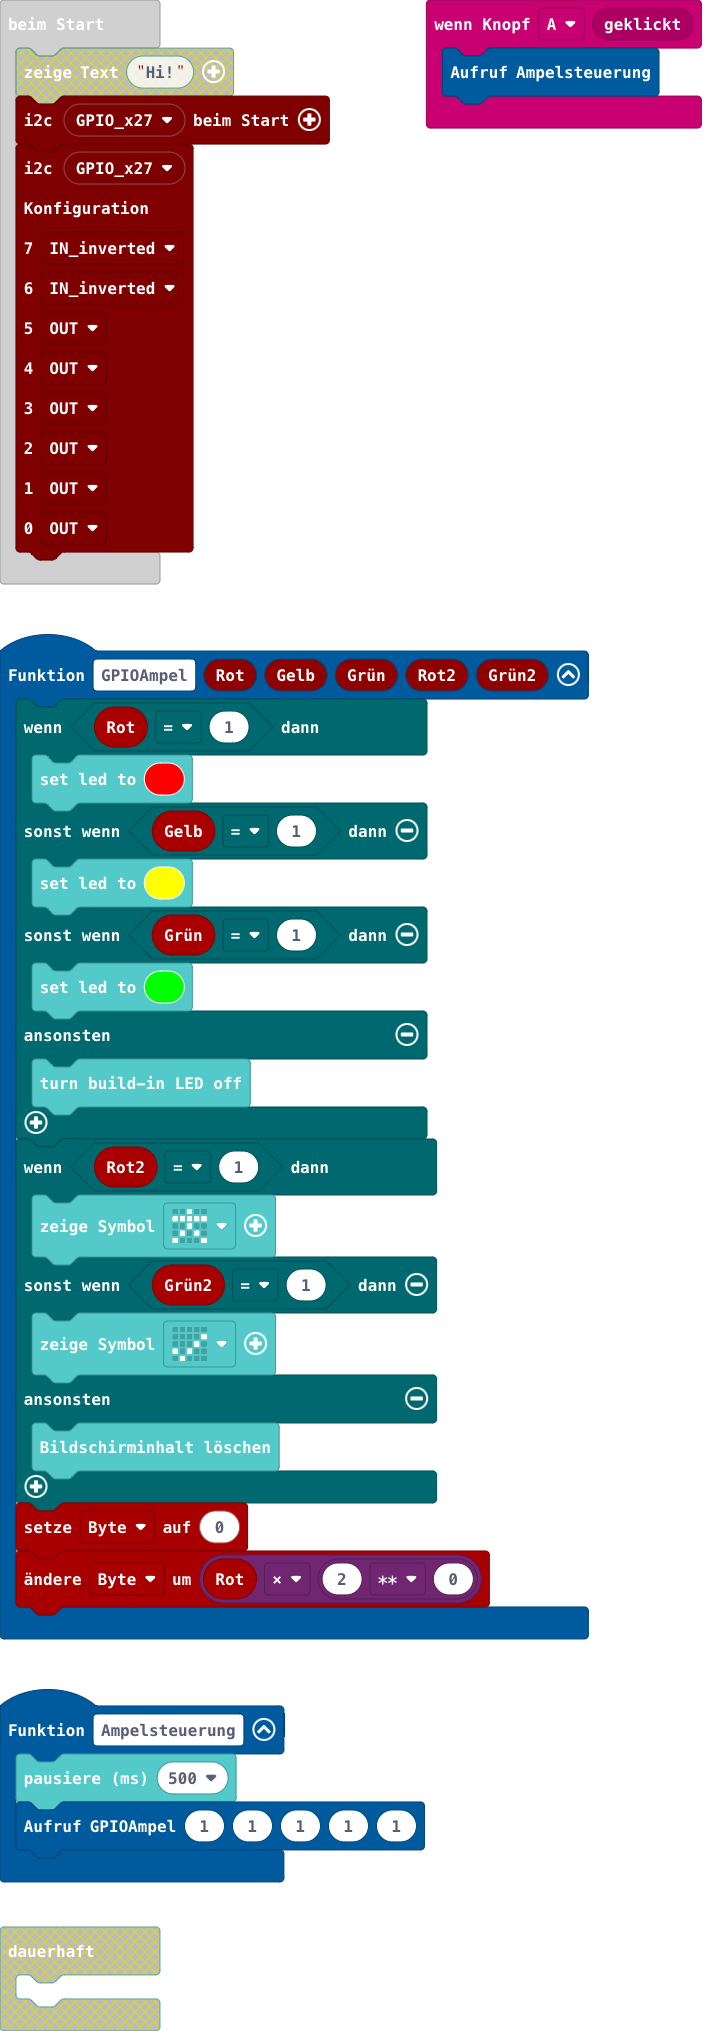 beim Start
zeige Text "Hi!"
i2c GPIO_x27 beim Start
i2c GPIO_x27
Konfiguration
7 IN_inverted
6 IN_inverted
5 OUT
4 OUT
3 OUT
2 OUT
1 OUT
0 OUT
wenn Knopf A geklickt
Aufruf Ampelsteuerung
Funktion GPIOAmpel Rot Gelb Grün Rot2 Grün2
wenn Rot = 1 dann
set led to
sonst wenn Gelb = 1 dann
set led to
sonst wenn Grün = 1 dann
set led to
ansonsten
turn build-in LED off
wenn Rot2 = 1 dann
zeige Symbol
sonst wenn Grün2 = 1 dann
zeige Symbol
ansonsten
Bildschirminhalt löschen
setze Byte auf 0
ändere Byte um Rot × 2 ** 0
Funktion Ampelsteuerung
pausiere (ms) 500
Aufruf GPIOAmpel 1 1 1 1 1
dauerhaft